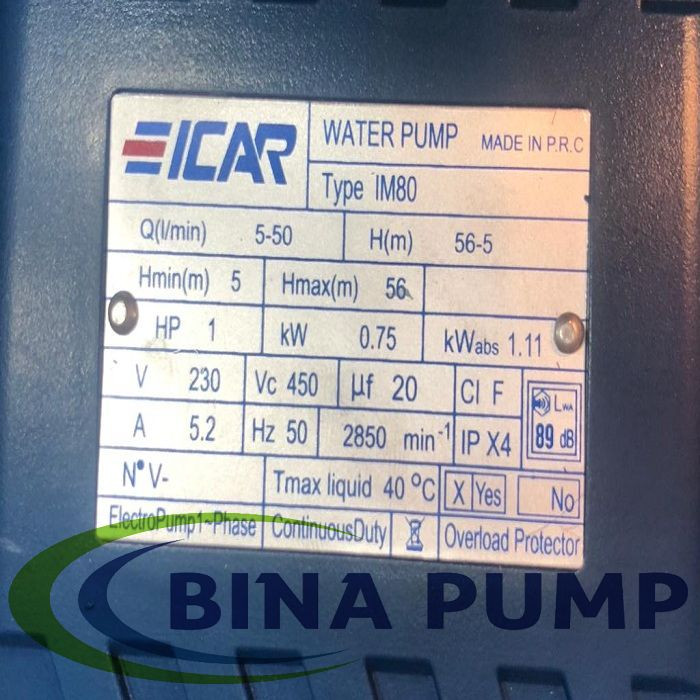 EICAR
WATER PUMP MADE IN P.R.C
Type IM80
Q(l/min) 5-50 H(m) 56-5
Hmin(m) 5 Hmax(m) 56
HP 1 kW 0.75 kWabs 1.11
V 230 Vc 450 µf 20 Cl F LWA
A 5.2 Hz 50 2850 min-1 IP X4 89 dB
N° V- Tmax liquid 40 °C X Yes No
ElectroPump1~Phase ContinuousDuty Overload Protector
BINA PUMP